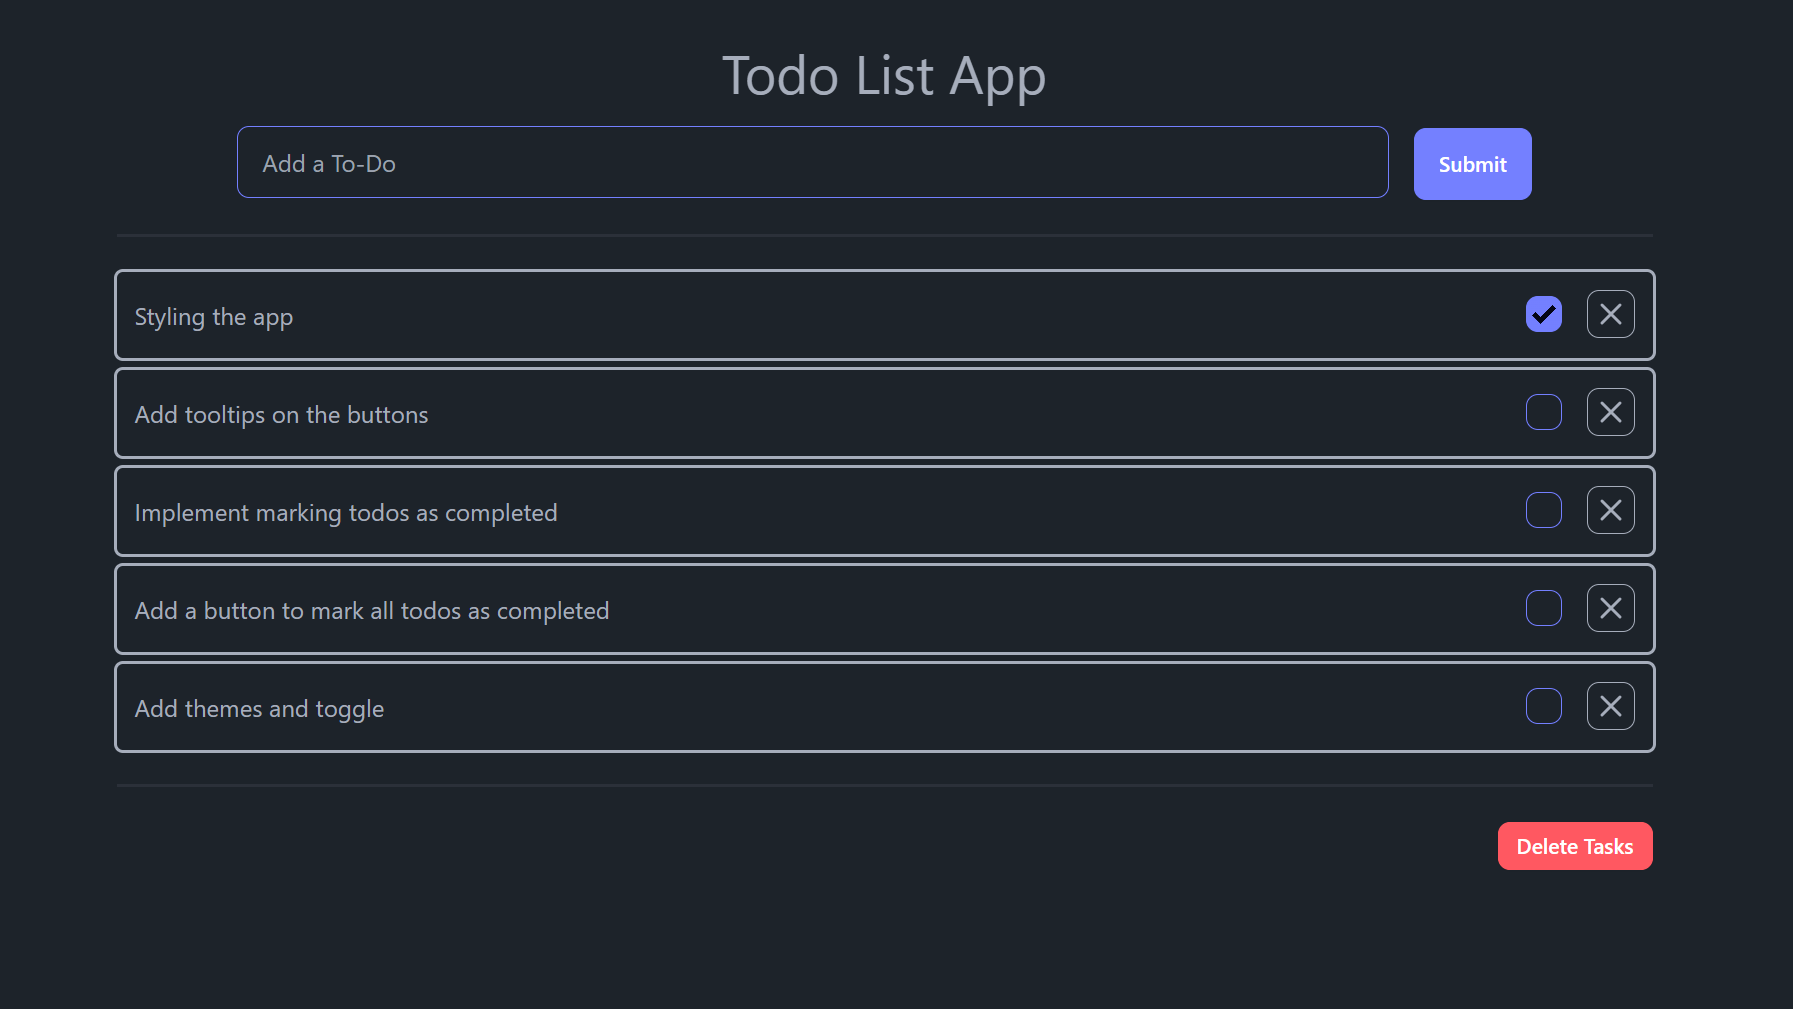 Todo List App
Add a To-Do
Submit
Styling the app
Add tooltips on the buttons
Implement marking todos as completed
Add a button to mark all todos as completed
Add themes and toggle
Delete Tasks